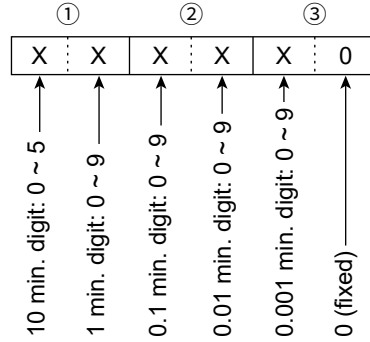 ① ② ③
X X X X X 0
10 min. digit: 0 ~ 5
1 min. digit: 0 ~ 9
0.1 min. digit: 0 ~ 9
0.01 min. digit: 0 ~ 9
0.001 min. digit: 0 ~ 9
0 (fixed)